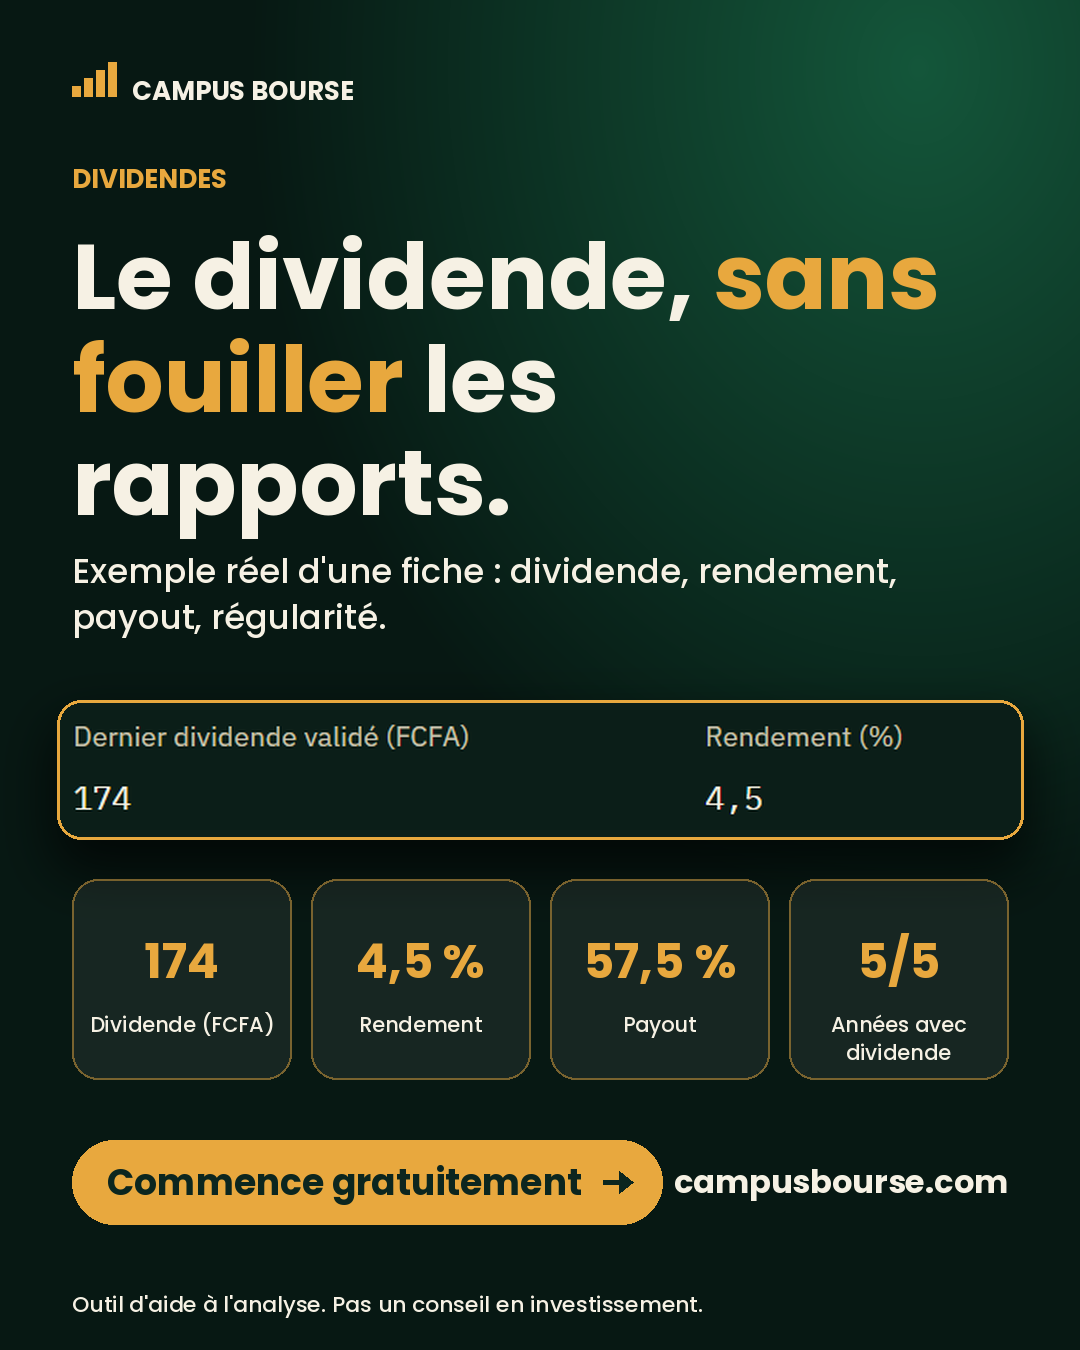 CAMPUS BOURSE
DIVIDENDES
Le dividende, sans
fouiller les
rapports.
Exemple réel d'une fiche : dividende, rendement,
payout, régularité.
Dernier dividende validé (FCFA)
Rendement (%)
174
4,5
174
Dividende (FCFA)
4,5 %
Rendement
57,5 %
Payout
5/5
Années avec
dividende
Commence gratuitement →
campusbourse.com
Outil d'aide à l'analyse. Pas un conseil en investissement.